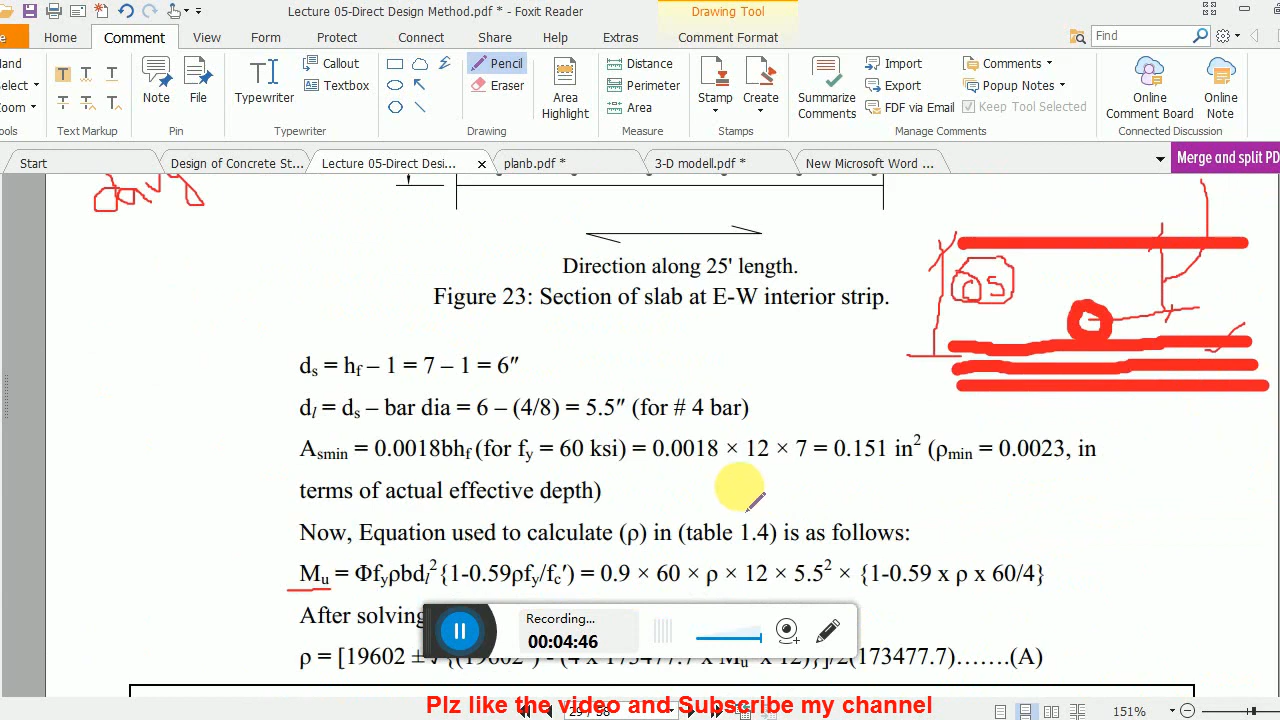 Lecture 05-Direct Design Method.pdf * - Foxit Reader
Drawing Tool
Home Comment View Form Protect Connect Share Help Extras Comment Format Find
Note File Typewriter Callout Textbox Pencil Eraser Area Highlight Distance Perimeter Area Stamp Create Summarize Comments Import Export FDF via Email Comments Popup Notes Keep Tool Selected Online Comment Board Online Note
Text Markup Pin Typewriter Drawing Measure Stamps Manage Comments Connected Discussion
Start Design of Concrete St... Lecture 05-Direct Desi... planb.pdf * 3-D modell.pdf * New Microsoft Word ... Merge and split PD
Direction along 25' length.
Figure 23: Section of slab at E-W interior strip.
ds = hf – 1 = 7 – 1 = 6″
dl = ds – bar dia = 6 – (4/8) = 5.5″ (for # 4 bar)
Asmin = 0.0018bhf (for fy = 60 ksi) = 0.0018 × 12 × 7 = 0.151 in2 (ρmin = 0.0023, in
terms of actual effective depth)
Now, Equation used to calculate (ρ) in (table 1.4) is as follows:
Mu = Φfyρbdl2{1-0.59ρfy/fc′) = 0.9 × 60 × ρ × 12 × 5.52 × {1-0.59 x ρ x 60/4}
After solving
Recording...
00:04:46
ρ = [19602 ± 
/2(173477.7)…….(A)
Plz like the video and Subscribe my channel
151%